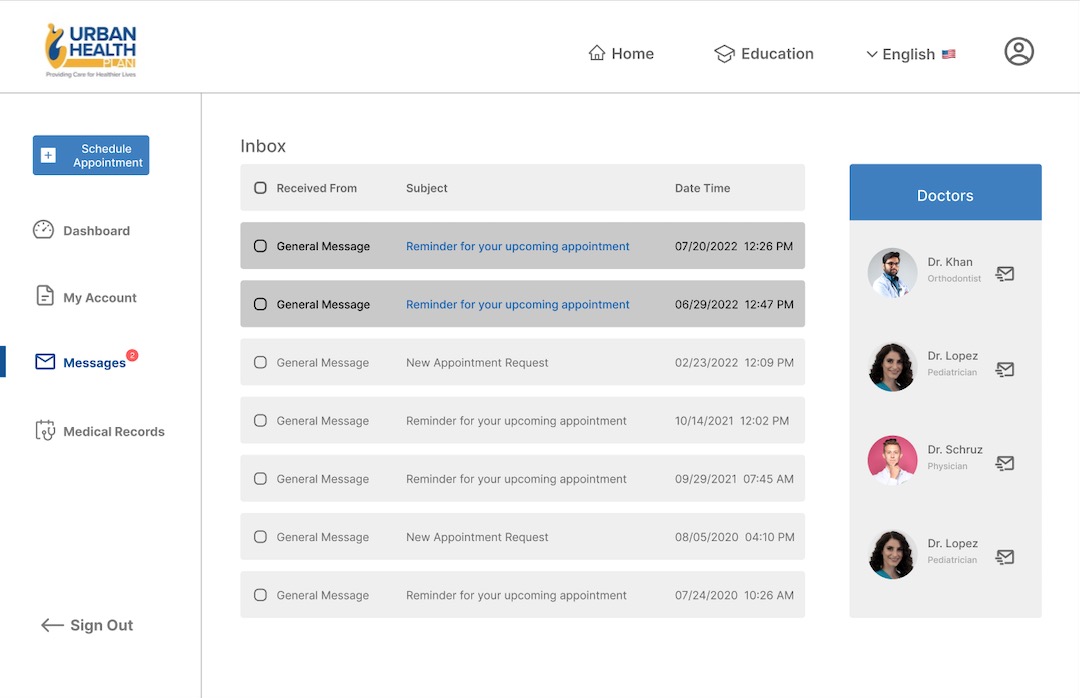 URBAN
HEALTH
PLAN
Providing Care for Healthier Lives
Home
Education
English
Schedule
Appointment
Dashboard
My Account
Messages 2
Medical Records
Sign Out
Inbox
Received From Subject Date Time
General Message Reminder for your upcoming appointment 07/20/2022 12:26 PM
General Message Reminder for your upcoming appointment 06/29/2022 12:47 PM
General Message New Appointment Request 02/23/2022 12:09 PM
General Message Reminder for your upcoming appointment 10/14/2021 12:02 PM
General Message Reminder for your upcoming appointment 09/29/2021 07:45 AM
General Message New Appointment Request 08/05/2020 04:10 PM
General Message Reminder for your upcoming appointment 07/24/2020 10:26 AM
Doctors
Dr. Khan
Orthodontist
Dr. Lopez
Pediatrician
Dr. Schruz
Physician
Dr. Lopez
Pediatrician